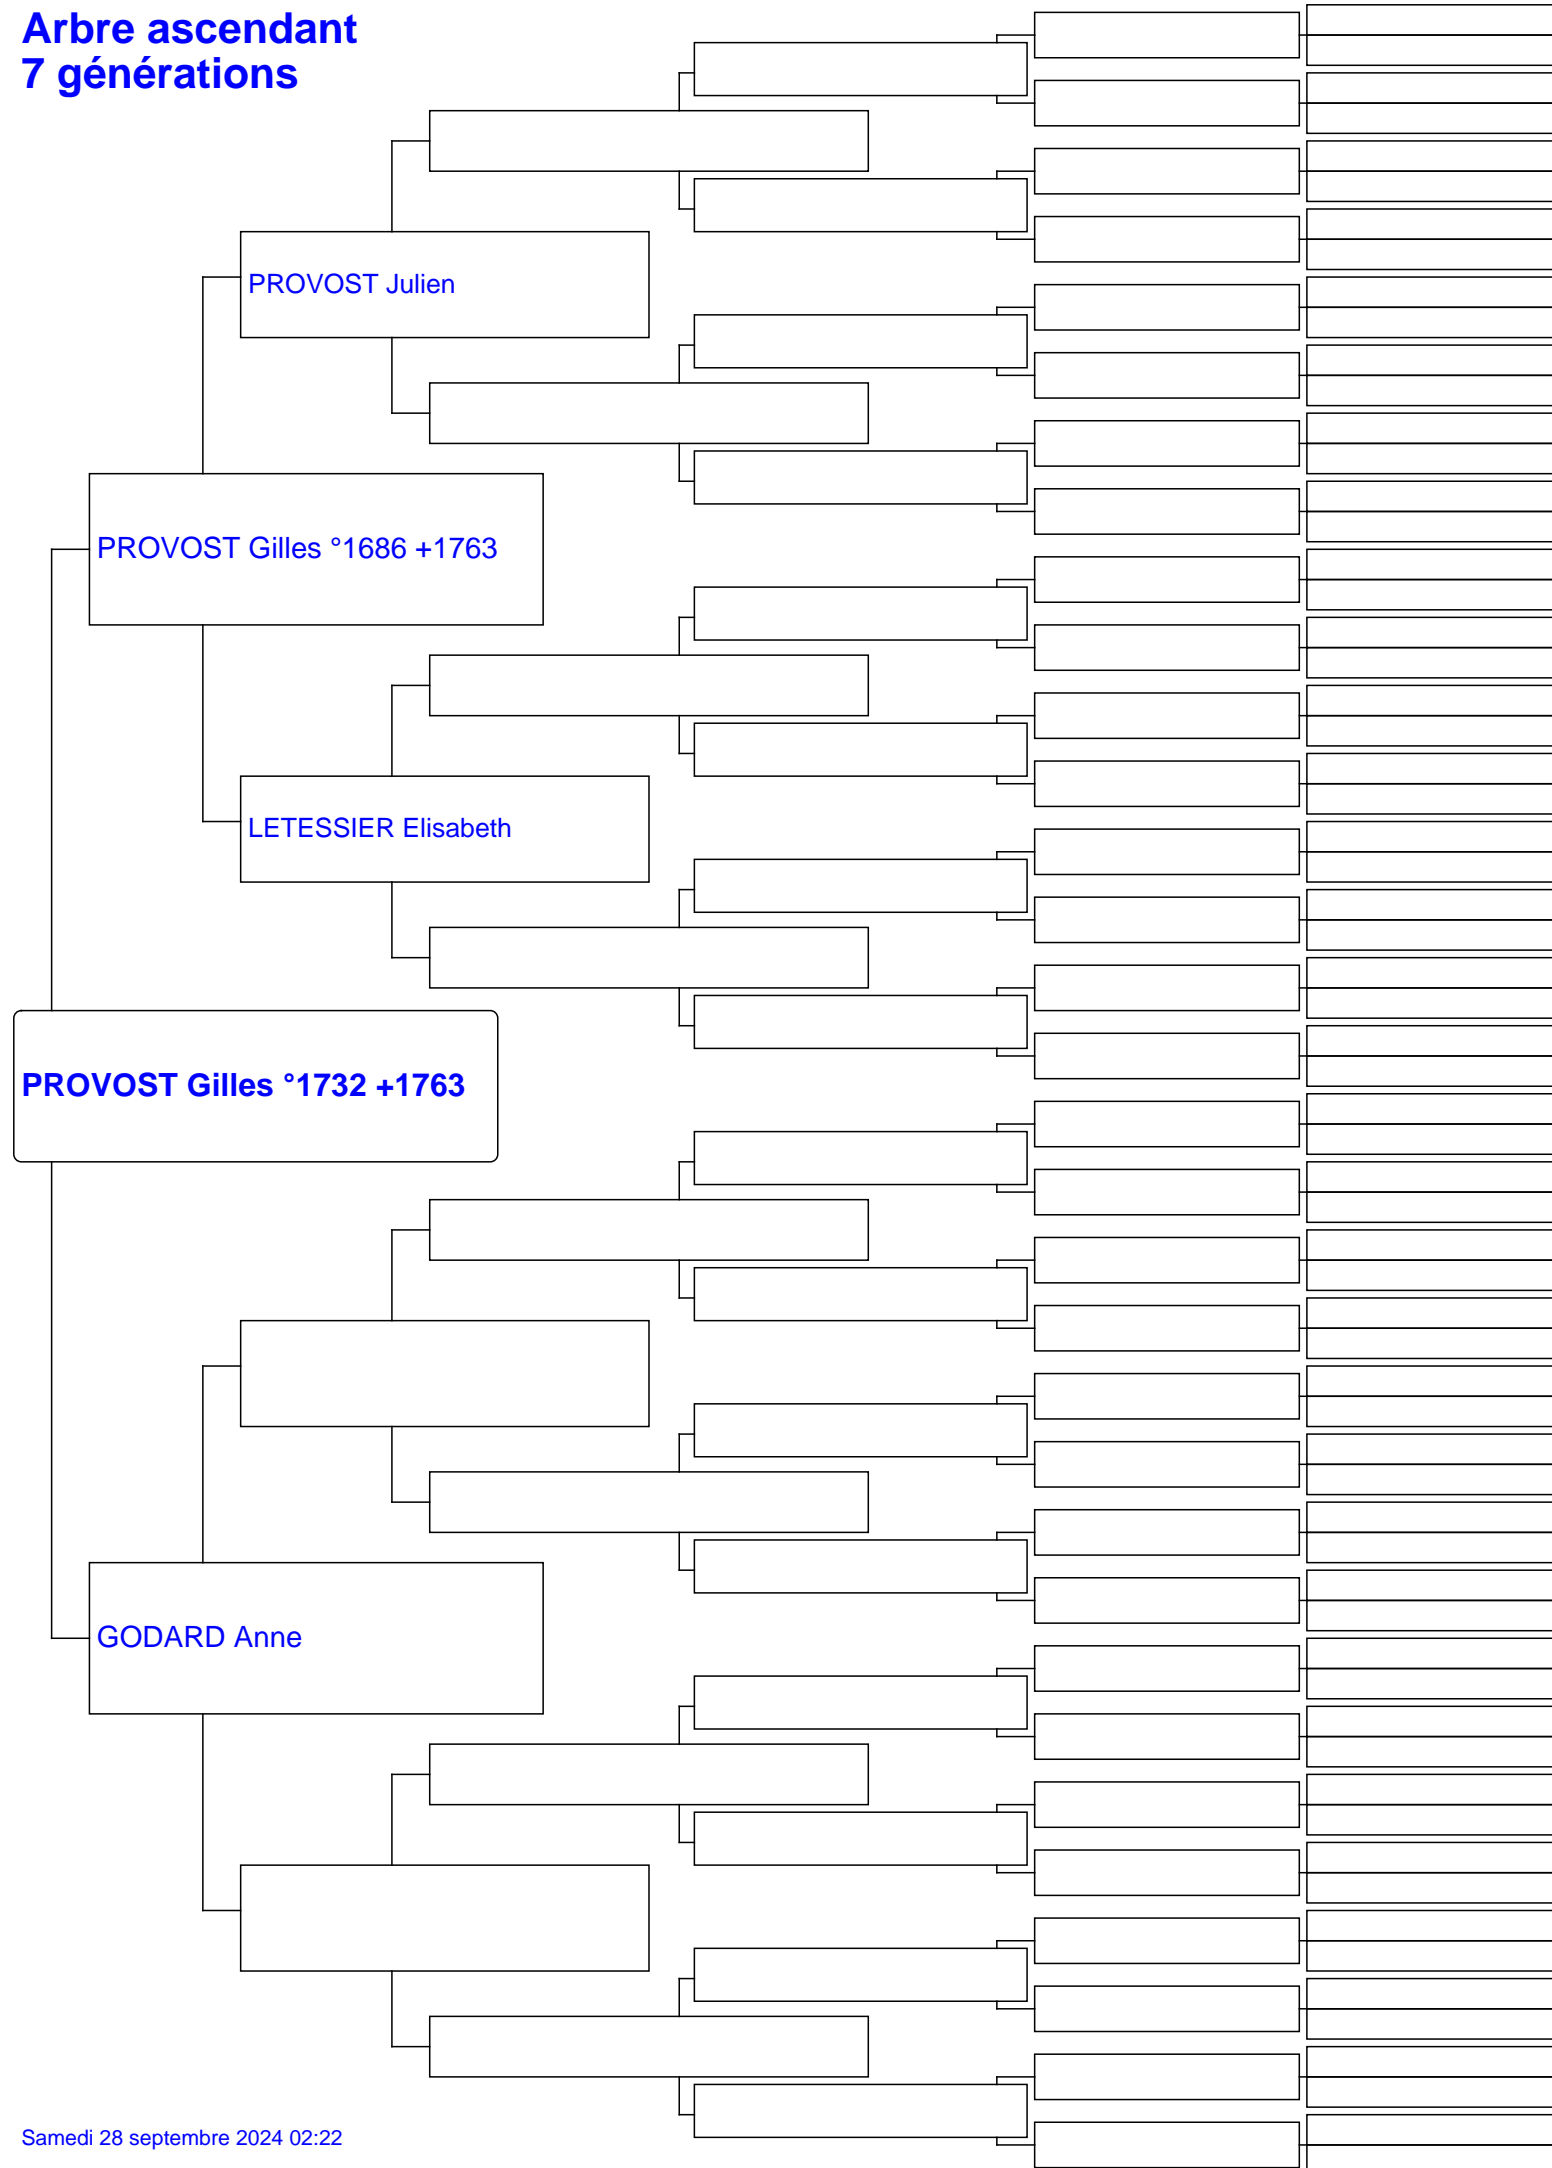 Arbre ascendant
7 générations
PROVOST Julien
PROVOST Gilles °1686 +1763
LETESSIER Elisabeth
PROVOST Gilles °1732 +1763
GODARD Anne
Samedi 28 septembre 2024 02:22